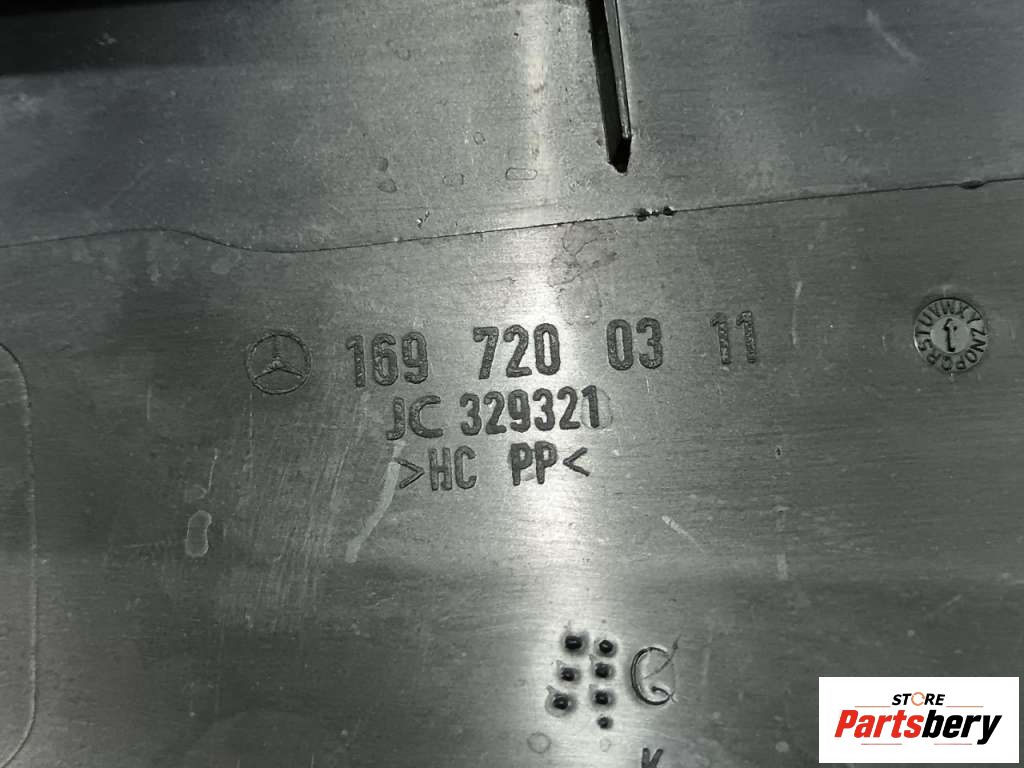 169 720 03 11
JC 329321
>HC PP<
G
K
STORE
Partsbery